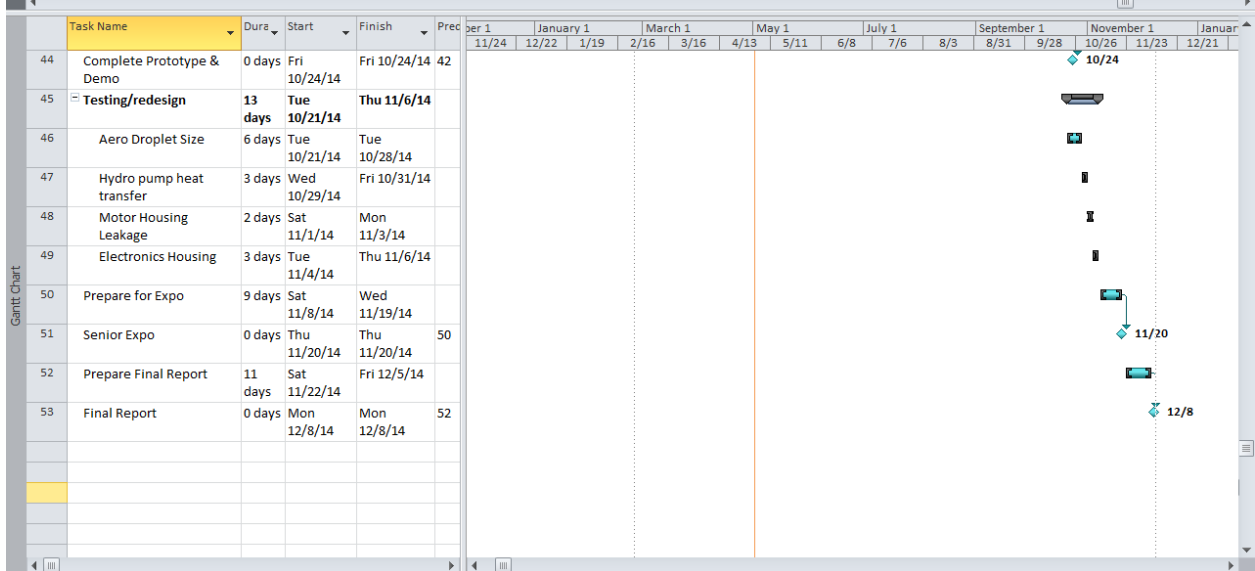 Task Name Dura Start Finish Pred
ber 1 January 1 March 1 May 1 July 1 September 1 November 1 Januar
11/24 12/22 1/19 2/16 3/16 4/13 5/11 6/8 7/6 8/3 8/31 9/28 10/26 11/23 12/21
44 Complete Prototype & 0 days Fri Fri 10/24/14 42 10/24
Demo 10/24/14
45 Testing/redesign 13 Tue Thu 11/6/14
days 10/21/14
46 Aero Droplet Size 6 days Tue Tue
10/21/14 10/28/14
47 Hydro pump heat 3 days Wed Fri 10/31/14
transfer 10/29/14
48 Motor Housing 2 days Sat Mon
Leakage 11/1/14 11/3/14
49 Electronics Housing 3 days Tue Thu 11/6/14
11/4/14
50 Prepare for Expo 9 days Sat Wed
11/8/14 11/19/14
51 Senior Expo 0 days Thu Thu 50 11/20
11/20/14 11/20/14
52 Prepare Final Report 11 Sat Fri 12/5/14
days 11/22/14
53 Final Report 0 days Mon Mon 52 12/8
12/8/14 12/8/14
Gantt Chart